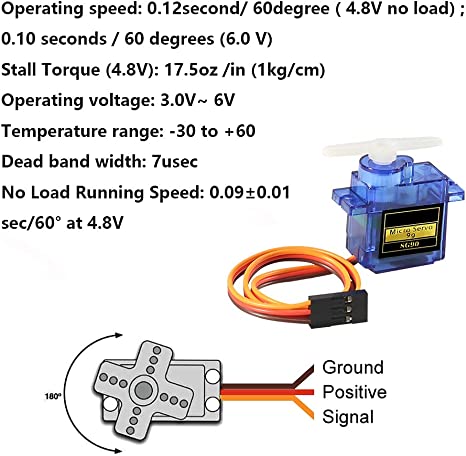 Operating speed: 0.12second/ 60degree ( 4.8V no load) ;
0.10 seconds / 60 degrees (6.0 V)
Stall Torque (4.8V): 17.5oz /in (1kg/cm)
Operating voltage: 3.0V~ 6V
Temperature range: -30 to +60
Dead band width: 7usec
No Load Running Speed: 0.09±0.01
sec/60° at 4.8V
Micro Servo
9g
SG90
180°
Ground
Positive
Signal